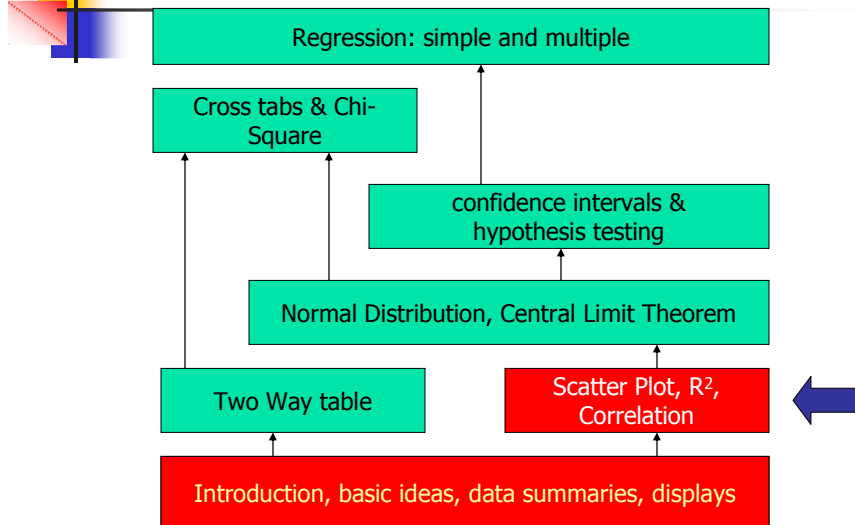 Regression: simple and multiple
Cross tabs & Chi-
Square
confidence intervals &
hypothesis testing
Normal Distribution, Central Limit Theorem
Two Way table
Scatter Plot, R²,
Correlation
Introduction, basic ideas, data summaries, displays